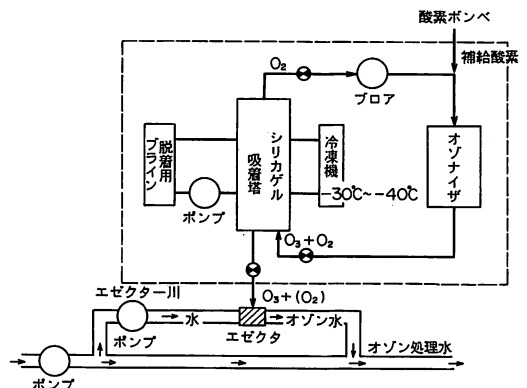 酸素ボンベ
補給酸素
O₂
ブロア
脱着用
ブライン
ポンプ
シリカゲル
吸着塔
冷凍機
−30℃〜−40℃
オゾナイザ
O₃+O₂
O₃+(O₂)
エゼクター川
ポンプ
水
エゼクタ
オゾン水
オゾン処理水
ポンプ